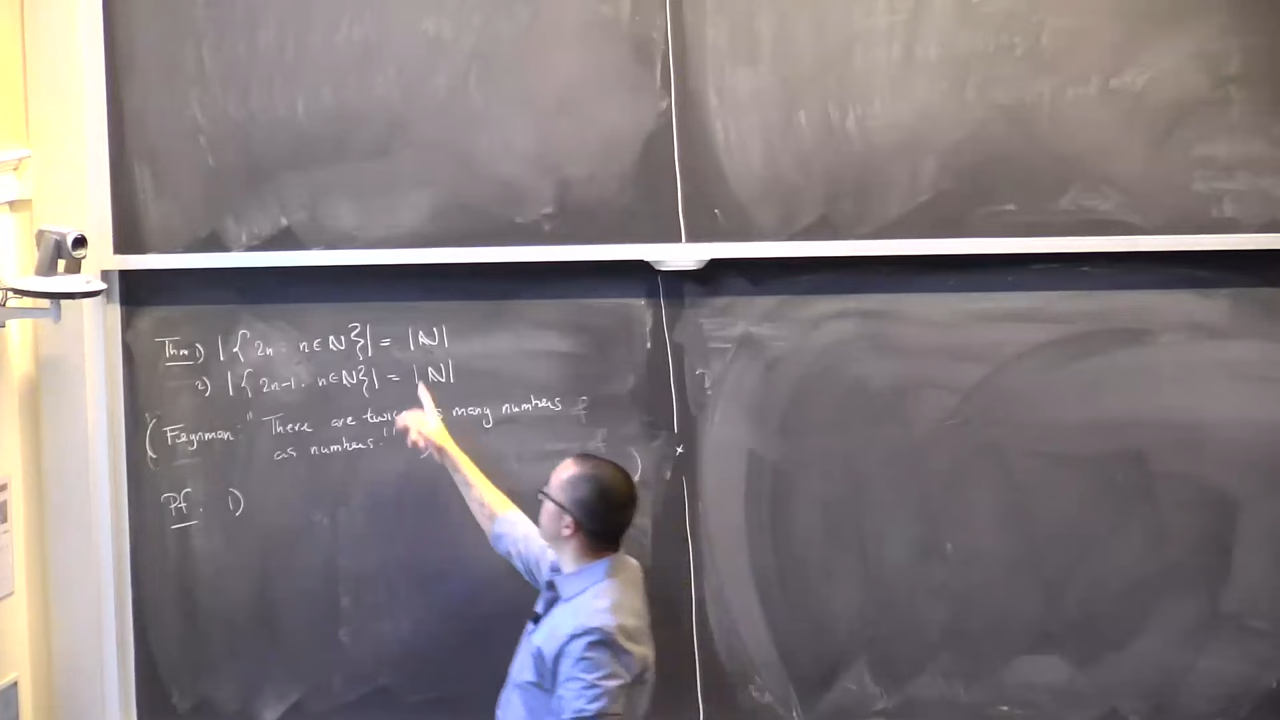 Thm 1) | { 2n : n ∈ ℕ } | = | ℕ |
2) | { 2n-1 : n ∈ ℕ } | = | ℕ |
( Feynman: " There are twice as many numbers
as numbers." )
Pf. 1)